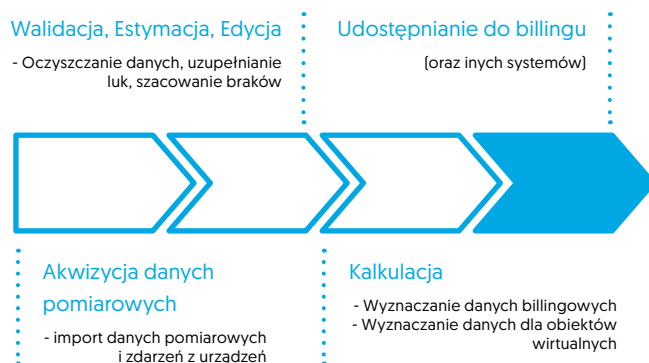 Walidacja, Estymacja, Edycja
- Oczyszczanie danych, uzupełnianie
luk, szacowanie braków
Udostępnianie do billingu
(oraz inych systemów)
Akwizycja danych
pomiarowych
- import danych pomiarowych
i zdarzeń z urządzeń
Kalkulacja
- Wyznaczanie danych billingowych
- Wyznaczanie danych dla obiektów
wirtualnych